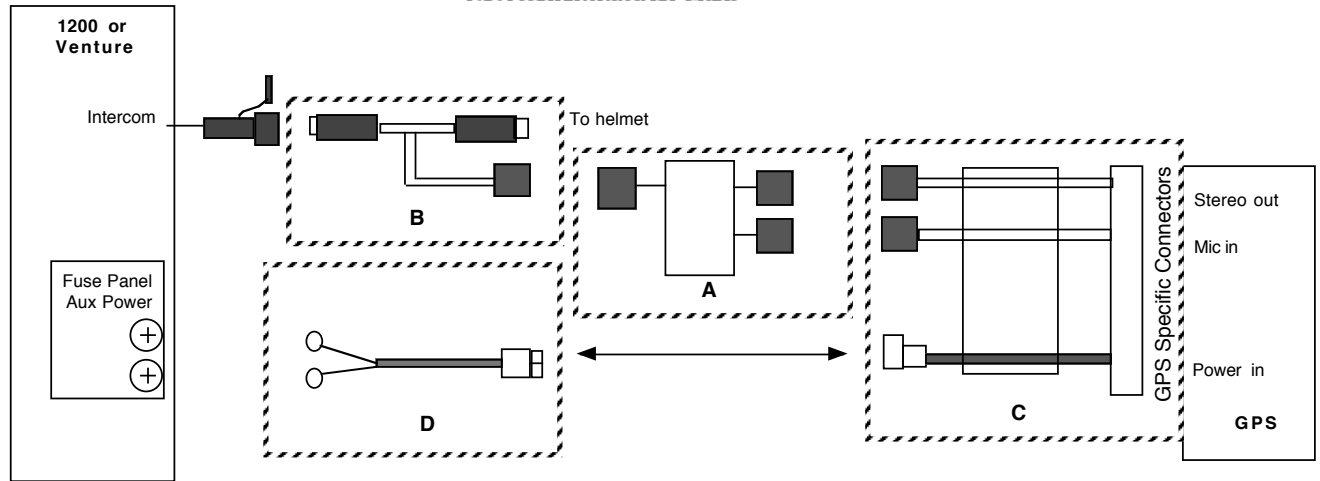 1200 or
Venture
Intercom
To helmet
B
A
Fuse Panel
Aux Power
D
C
GPS Specific Connectors
Stereo out
Mic in
Power in
GPS